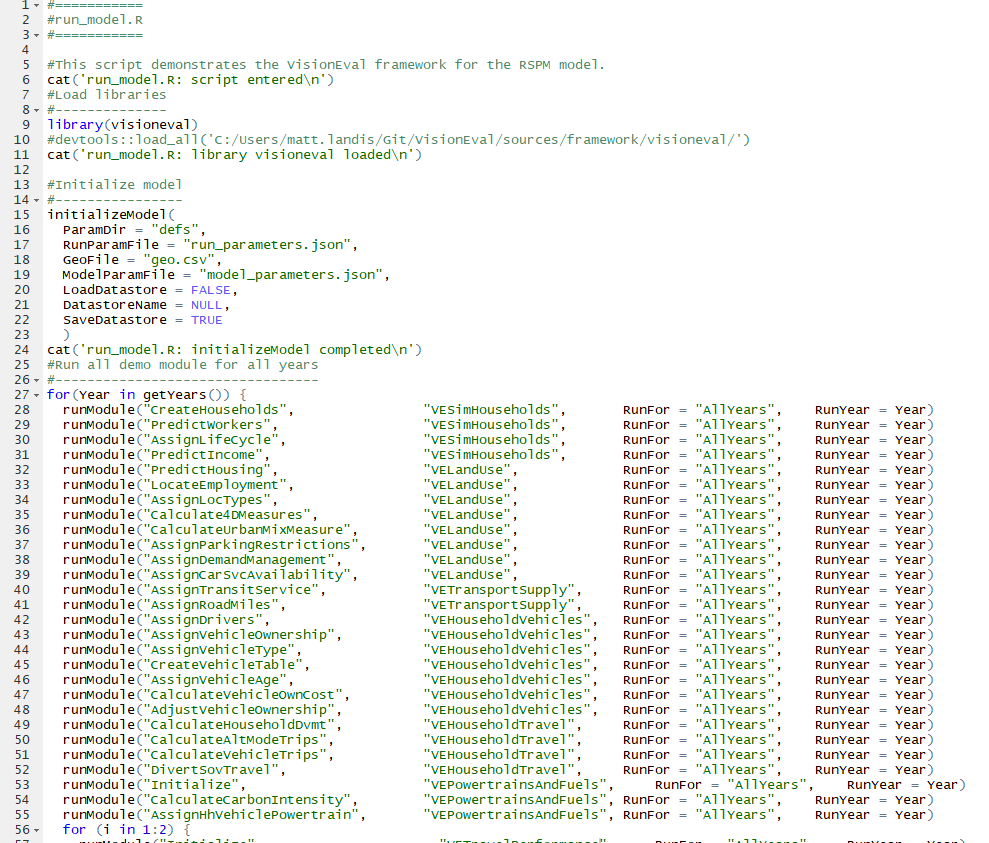 1 #===========
2 #run_model.R
3 #===========
4
5 #This script demonstrates the VisionEval framework for the RSPM model.
6 cat('run_model.R: script entered\n')
7 #Load libraries
8 #--------------
9 library(visioneval)
10 #devtools::load_all('C:/Users/matt.landis/Git/VisionEval/sources/framework/visioneval/')
11 cat('run_model.R: library visioneval loaded\n')
12
13 #Initialize model
14 #----------------
15 initializeModel(
16 ParamDir = "defs",
17 RunParamFile = "run_parameters.json",
18 GeoFile = "geo.csv",
19 ModelParamFile = "model_parameters.json",
20 LoadDatastore = FALSE,
21 DatastoreName = NULL,
22 SaveDatastore = TRUE
23 )
24 cat('run_model.R: initializeModel completed\n')
25 #Run all demo module for all years
26 #---------------------------------
27 for(Year in getYears()) {
28 runModule("CreateHouseholds", "VESimHouseholds", RunFor = "AllYears", RunYear = Year)
29 runModule("PredictWorkers", "VESimHouseholds", RunFor = "AllYears", RunYear = Year)
30 runModule("AssignLifeCycle", "VESimHouseholds", RunFor = "AllYears", RunYear = Year)
31 runModule("PredictIncome", "VESimHouseholds", RunFor = "AllYears", RunYear = Year)
32 runModule("PredictHousing", "VELandUse", RunFor = "AllYears", RunYear = Year)
33 runModule("LocateEmployment", "VELandUse", RunFor = "AllYears", RunYear = Year)
34 runModule("AssignLocTypes", "VELandUse", RunFor = "AllYears", RunYear = Year)
35 runModule("Calculate4DMeasures", "VELandUse", RunFor = "AllYears", RunYear = Year)
36 runModule("CalculateUrbanMixMeasure", "VELandUse", RunFor = "AllYears", RunYear = Year)
37 runModule("AssignParkingRestrictions", "VELandUse", RunFor = "AllYears", RunYear = Year)
38 runModule("AssignDemandManagement", "VELandUse", RunFor = "AllYears", RunYear = Year)
39 runModule("AssignCarSvcAvailability", "VELandUse", RunFor = "AllYears", RunYear = Year)
40 runModule("AssignTransitService", "VETransportSupply", RunFor = "AllYears", RunYear = Year)
41 runModule("AssignRoadMiles", "VETransportSupply", RunFor = "AllYears", RunYear = Year)
42 runModule("AssignDrivers", "VEHouseholdVehicles", RunFor = "AllYears", RunYear = Year)
43 runModule("AssignVehicleOwnership", "VEHouseholdVehicles", RunFor = "AllYears", RunYear = Year)
44 runModule("AssignVehicleType", "VEHouseholdVehicles", RunFor = "AllYears", RunYear = Year)
45 runModule("CreateVehicleTable", "VEHouseholdVehicles", RunFor = "AllYears", RunYear = Year)
46 runModule("AssignVehicleAge", "VEHouseholdVehicles", RunFor = "AllYears", RunYear = Year)
47 runModule("CalculateVehicleOwnCost", "VEHouseholdVehicles", RunFor = "AllYears", RunYear = Year)
48 runModule("AdjustVehicleOwnership", "VEHouseholdVehicles", RunFor = "AllYears", RunYear = Year)
49 runModule("CalculateHouseholdDvmt", "VEHouseholdTravel", RunFor = "AllYears", RunYear = Year)
50 runModule("CalculateAltModeTrips", "VEHouseholdTravel", RunFor = "AllYears", RunYear = Year)
51 runModule("CalculateVehicleTrips", "VEHouseholdTravel", RunFor = "AllYears", RunYear = Year)
52 runModule("DivertSovTravel", "VEHouseholdTravel", RunFor = "AllYears", RunYear = Year)
53 runModule("Initialize", "VEPowertrainsAndFuels", RunFor = "AllYears", RunYear = Year)
54 runModule("CalculateCarbonIntensity", "VEPowertrainsAndFuels", RunFor = "AllYears", RunYear = Year)
55 runModule("AssignHhVehiclePowertrain", "VEPowertrainsAndFuels", RunFor = "AllYears", RunYear = Year)
56 for (i in 1:2) {
57 runModule("Initialize", "VETravelPerformance", RunFor = "AllYears", RunYear = Year)